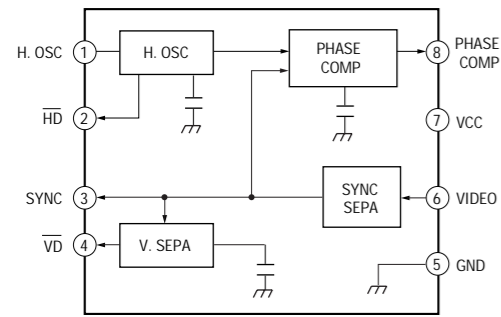 H. OSC
1
H. OSC
PHASE
COMP
8
PHASE
COMP
HD
2
7
VCC
SYNC
3
SYNC
SEPA
6
VIDEO
VD
4
V. SEPA
5
GND